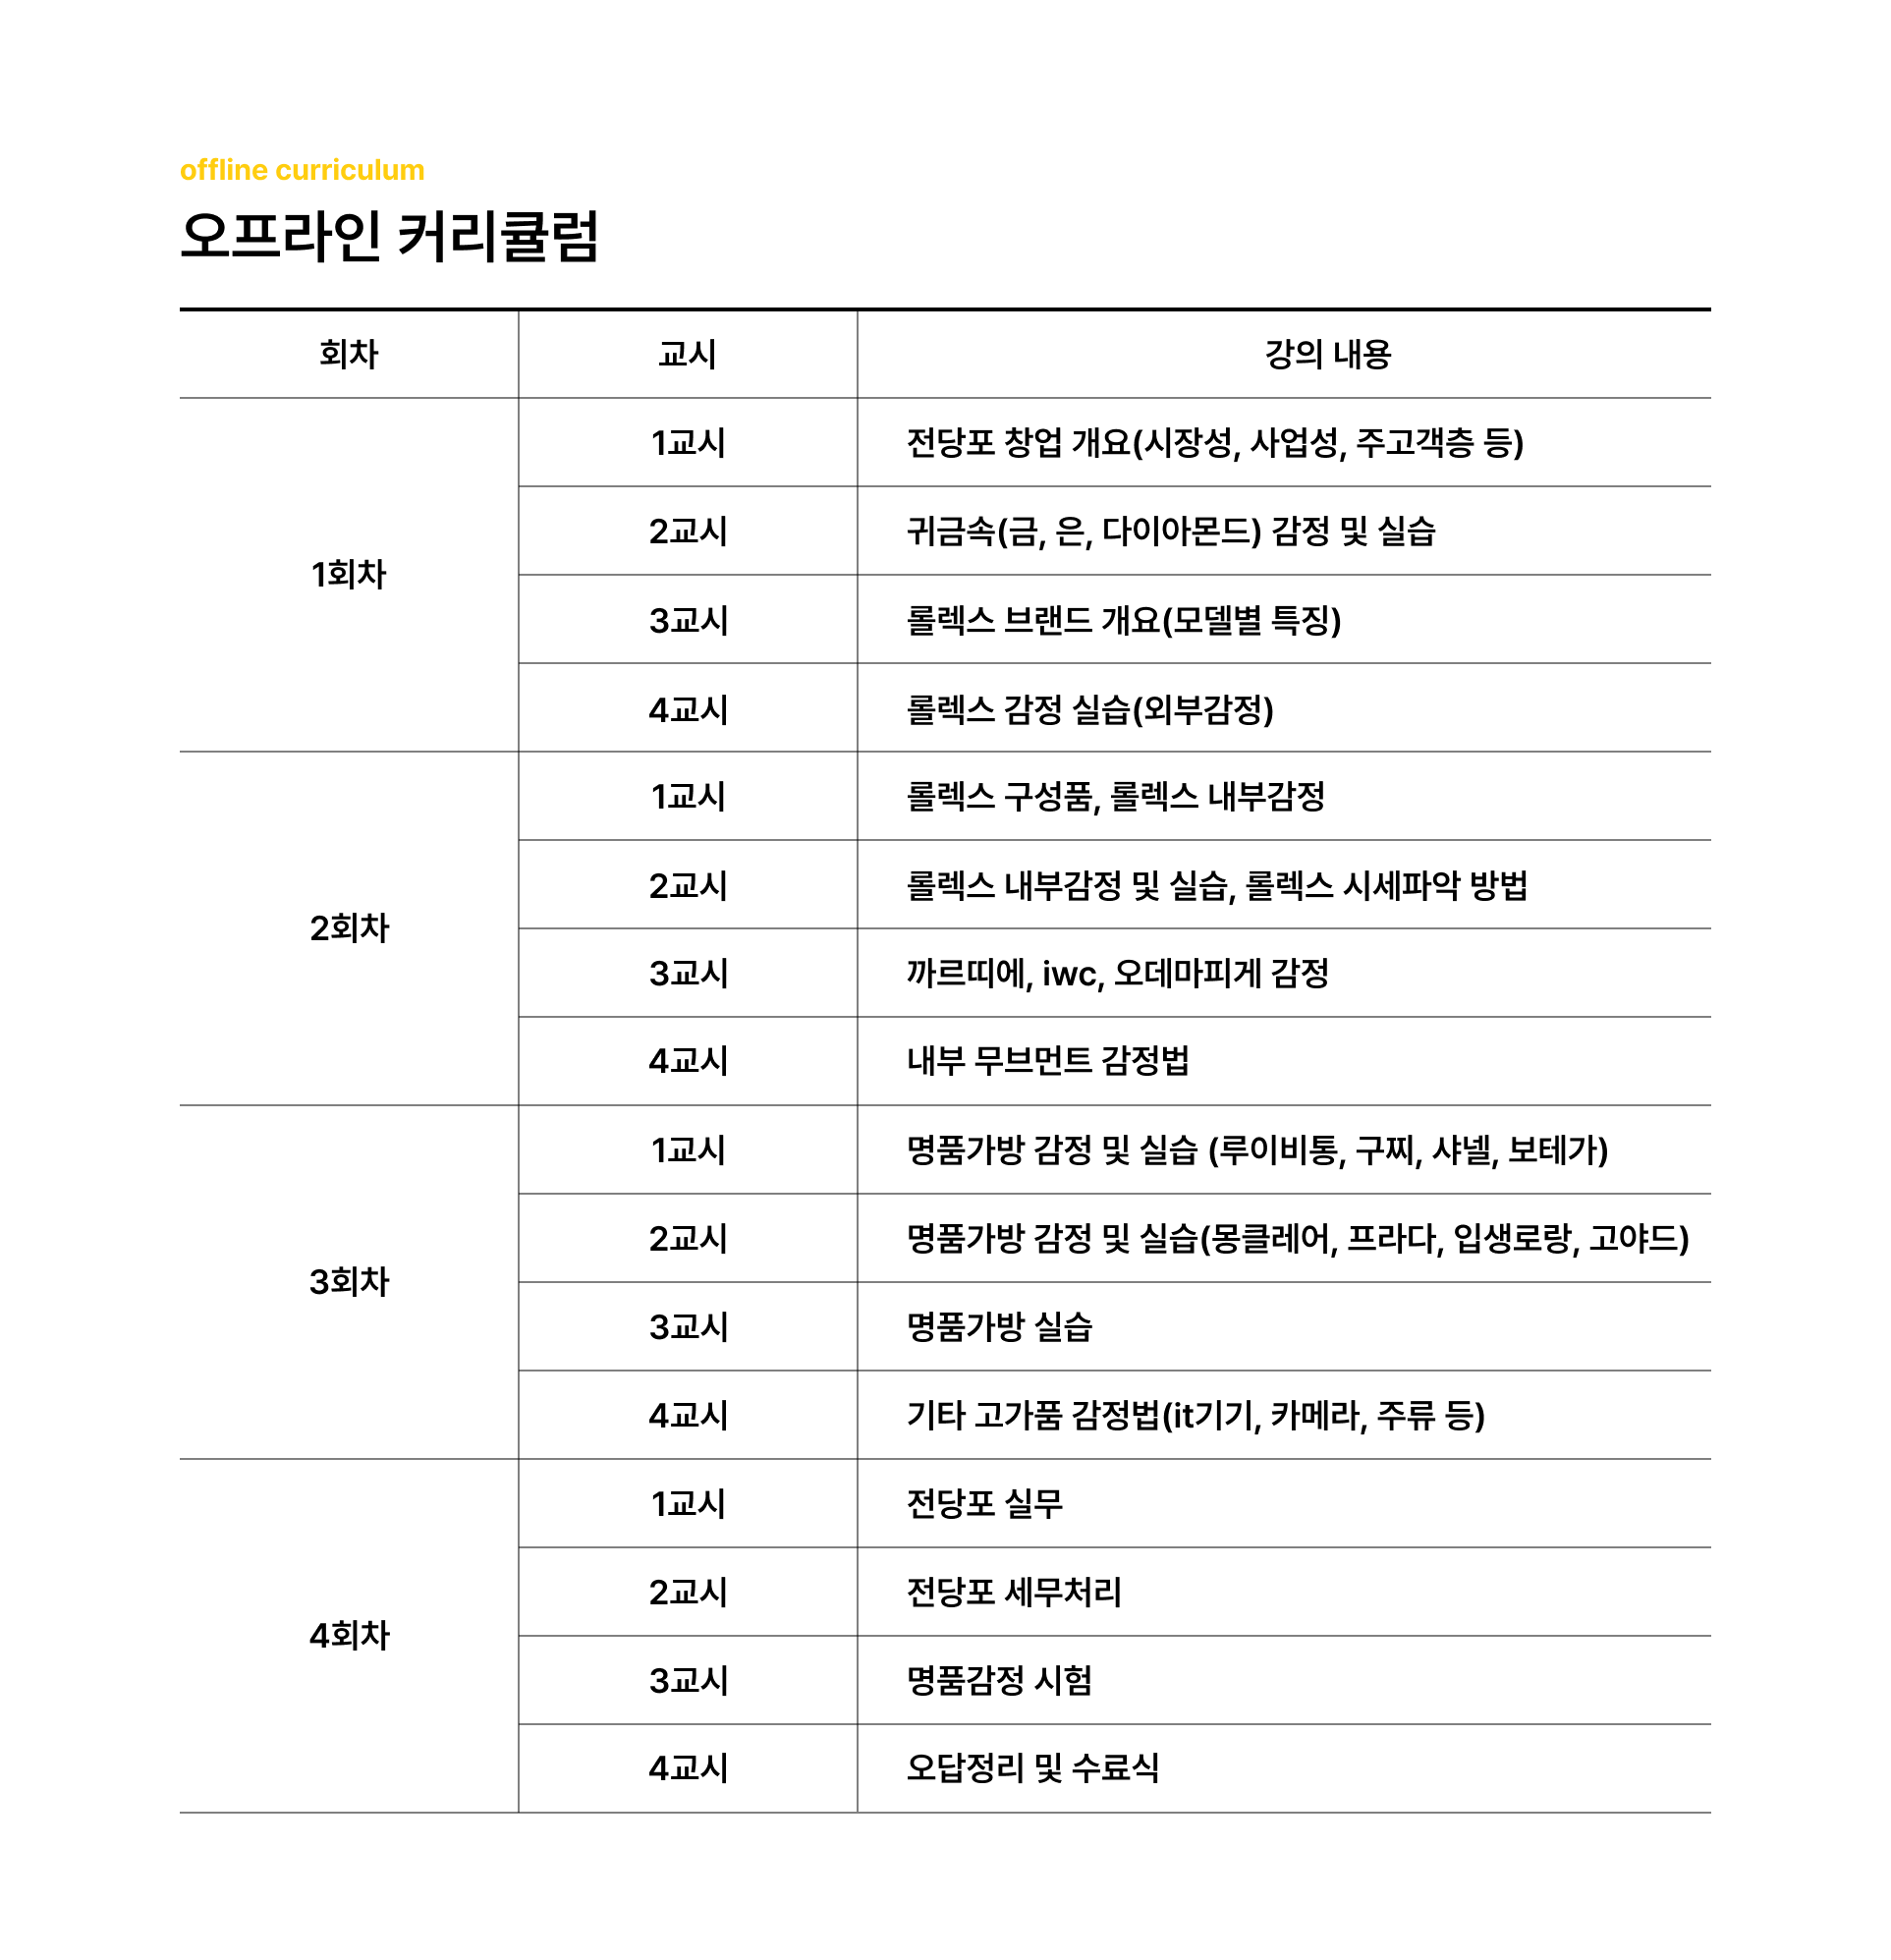 offline curriculum
오프라인 커리큘럼
회차 교시 강의 내용
1회차
1교시 전당포 창업 개요(시장성, 사업성, 주고객층 등)
2교시 귀금속(금, 은, 다이아몬드) 감정 및 실습
3교시 롤렉스 브랜드 개요(모델별 특징)
4교시 롤렉스 감정 실습(외부감정)
2회차
1교시 롤렉스 구성품, 롤렉스 내부감정
2교시 롤렉스 내부감정 및 실습, 롤렉스 시세파악 방법
3교시 까르띠에, iwc, 오데마피게 감정
4교시 내부 무브먼트 감정법
3회차
1교시 명품가방 감정 및 실습 (루이비통, 구찌, 샤넬, 보테가)
2교시 명품가방 감정 및 실습(몽클레어, 프라다, 입생로랑, 고야드)
3교시 명품가방 실습
4교시 기타 고가품 감정법(it기기, 카메라, 주류 등)
4회차
1교시 전당포 실무
2교시 전당포 세무처리
3교시 명품감정 시험
4교시 오답정리 및 수료식